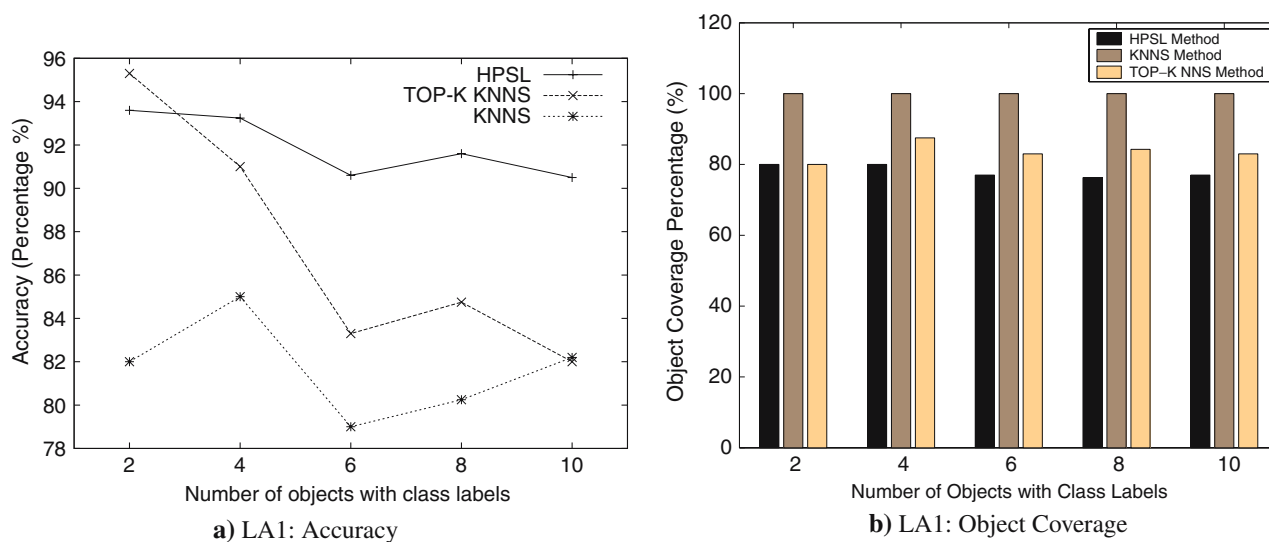 96
94
92
90
88
86
84
82
80
78
Accuracy (Percentage %)
HPSL
TOP-K KNNS
KNNS
2 4 6 8 10
Number of objects with class labels
a) LA1: Accuracy
120
100
80
60
40
20
0
Object Coverage Percentage (%)
HPSL Method
KNNS Method
TOP–K NNS Method
2 4 6 8 10
Number of Objects with Class Labels
b) LA1: Object Coverage